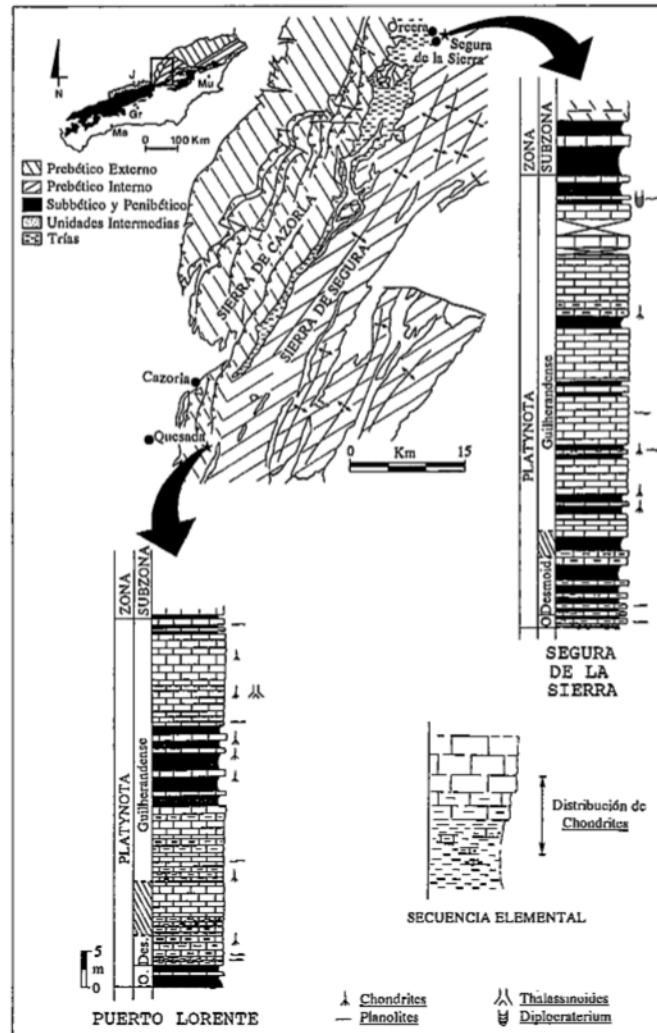 Orcera
Segura
de la Sierra
N
J
Mu
Gr
Ma
0 100 Km
Prebético Externo
Prebético Interno
Subbético y Penibético
Unidades Intermedias
Trías
SIERRA DE CAZORLA
SIERRA DE SEGURA
Cazorla
Quesada
Km
0 15
ZONA
SUBZONA
PLATYNOTA
Guilherandense
Desmoid.
O.
SEGURA
DE LA
SIERRA
ZONA
SUBZONA
PLATYNOTA
Guilherandense
Des.
O.
5
m
0
PUERTO LORENTE
Distribución de
Chondrites
SECUENCIA ELEMENTAL
Chondrites
Planolites
Thalassinoides
Diplocraterium